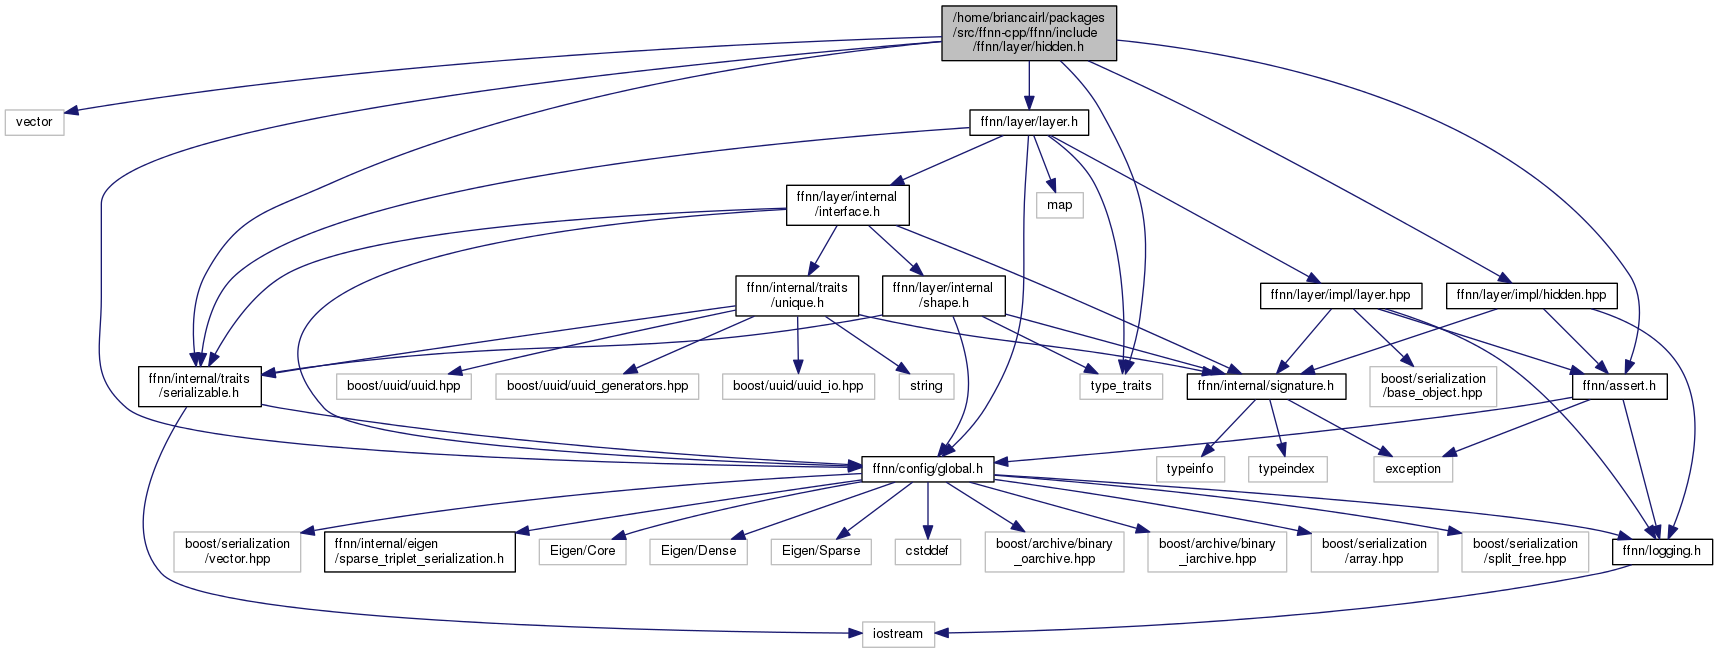 /home/briancairl/packages
/src/ffnn-cpp/ffnn/include
/ffnn/layer/hidden.h
vector
ffnn/layer/layer.h
ffnn/layer/internal
/interface.h
map
ffnn/internal/traits
/unique.h
ffnn/layer/internal
/shape.h
ffnn/layer/impl/layer.hpp
ffnn/layer/impl/hidden.hpp
ffnn/internal/traits
/serializable.h
boost/uuid/uuid.hpp
boost/uuid/uuid_generators.hpp
boost/uuid/uuid_io.hpp
string
type_traits
ffnn/internal/signature.h
boost/serialization
/base_object.hpp
ffnn/assert.h
ffnn/config/global.h
typeinfo
typeindex
exception
boost/serialization
/vector.hpp
ffnn/internal/eigen
/sparse_triplet_serialization.h
Eigen/Core
Eigen/Dense
Eigen/Sparse
cstddef
boost/archive/binary
_oarchive.hpp
boost/archive/binary
_iarchive.hpp
boost/serialization
/array.hpp
boost/serialization
/split_free.hpp
ffnn/logging.h
iostream